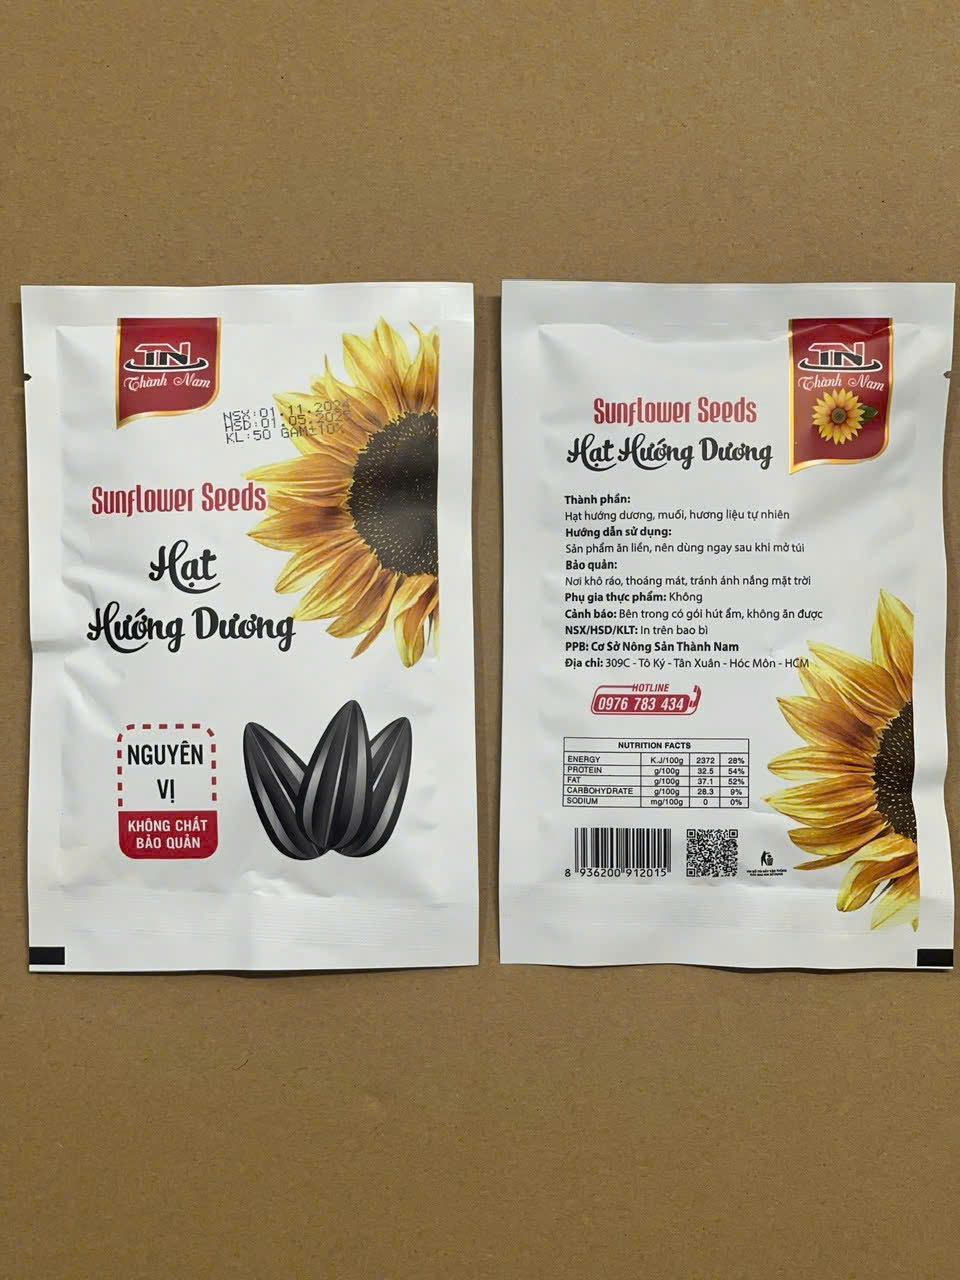 TN
Thành Nam
NSX:01.11.2024
HSD:01.05.2025
KL:50 GAM±10%
Sunflower Seeds
Hạt
Hướng Dương
NGUYÊN
VỊ
KHÔNG CHẤT
BẢO QUẢN
TN
Thành Nam
Sunflower Seeds
Hạt Hướng Dương
Thành phần:
Hạt hướng dương, muối, hương liệu tự nhiên
Hướng dẫn sử dụng:
Sản phẩm ăn liền, nên dùng ngay sau khi mở túi
Bảo quản:
Nơi khô ráo, thoáng mát, tránh ánh nắng mặt trời
Phụ gia thực phẩm: Không
Cảnh báo: Bên trong có gói hút ẩm, không ăn được
NSX/HSD/KLT: In trên bao bì
PPB: Cơ Sở Nông Sản Thành Nam
Địa chỉ: 309C - Tô Ký - Tân Xuân - Hóc Môn - HCM
HOTLINE
0976 783 434
NUTRITION FACTS
ENERGY K.J/100g 2372 28%
PROTEIN g/100g 32.5 54%
FAT g/100g 37.1 52%
CARBOHYDRATE g/100g 28.3 9%
SODIUM mg/100g 0 0%
8 936200 912015